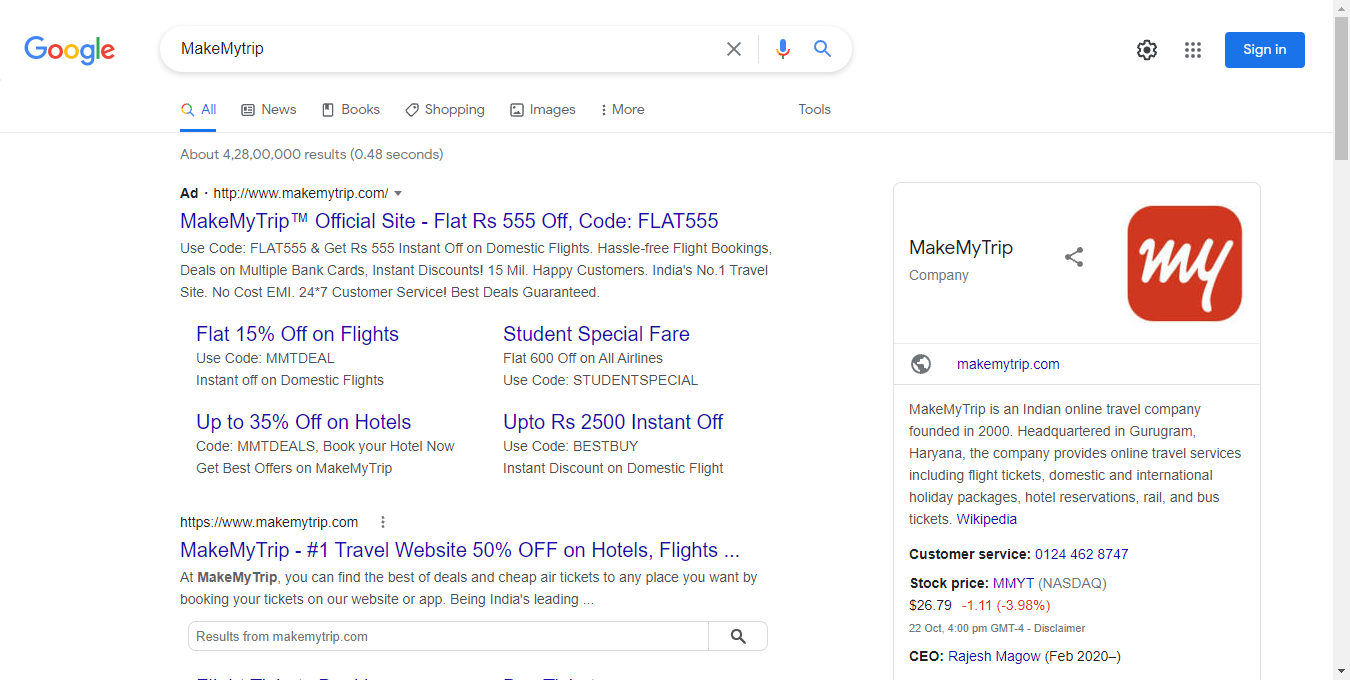 Google
MakeMytrip
Sign in
All
News
Books
Shopping
Images
More
Tools
About 4,28,00,000 results (0.48 seconds)
Ad · http://www.makemytrip.com/
MakeMyTrip™ Official Site - Flat Rs 555 Off, Code: FLAT555
Use Code: FLAT555 & Get Rs 555 Instant Off on Domestic Flights. Hassle-free Flight Bookings,
Deals on Multiple Bank Cards, Instant Discounts! 15 Mil. Happy Customers. India's No.1 Travel
Site. No Cost EMI. 24*7 Customer Service! Best Deals Guaranteed.
Flat 15% Off on Flights
Use Code: MMTDEAL
Instant off on Domestic Flights
Student Special Fare
Flat 600 Off on All Airlines
Use Code: STUDENTSPECIAL
Up to 35% Off on Hotels
Code: MMTDEALS, Book your Hotel Now
Get Best Offers on MakeMyTrip
Upto Rs 2500 Instant Off
Use Code: BESTBUY
Instant Discount on Domestic Flight
https://www.makemytrip.com
MakeMyTrip - #1 Travel Website 50% OFF on Hotels, Flights ...
At MakeMyTrip, you can find the best of deals and cheap air tickets to any place you want by
booking your tickets on our website or app. Being India's leading ...
Results from makemytrip.com
MakeMyTrip
Company
my
makemytrip.com
MakeMyTrip is an Indian online travel company
founded in 2000. Headquartered in Gurugram,
Haryana, the company provides online travel services
including flight tickets, domestic and international
holiday packages, hotel reservations, rail, and bus
tickets. Wikipedia
Customer service: 0124 462 8747
Stock price: MMYT (NASDAQ)
$26.79 -1.11 (-3.98%)
22 Oct, 4:00 pm GMT-4 - Disclaimer
CEO: Rajesh Magow (Feb 2020–)